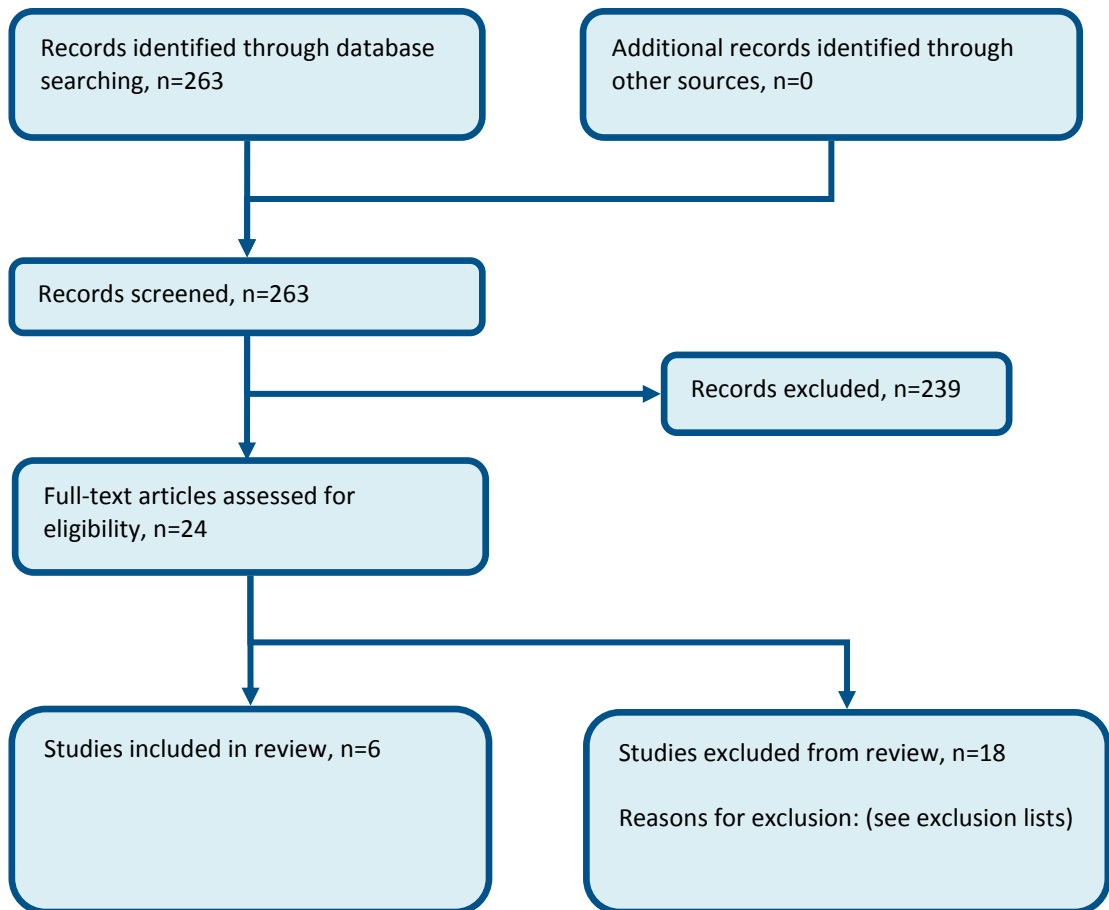 Records identified through database
searching, n=263
Additional records identified through
other sources, n=0
Records screened, n=263
Records excluded, n=239
Full-text articles assessed for
eligibility, n=24
Studies included in review, n=6
Studies excluded from review, n=18
Reasons for exclusion: (see exclusion lists)